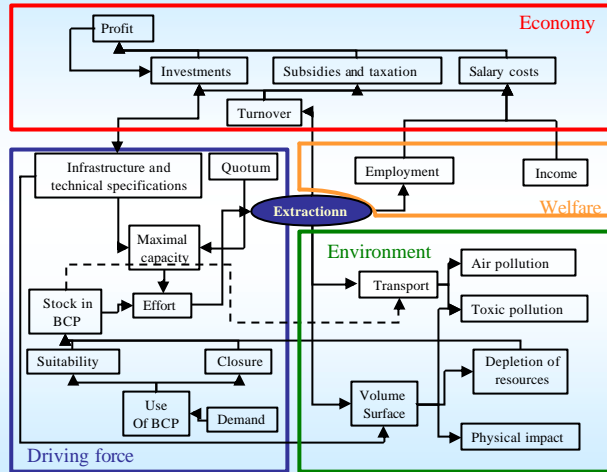 Economy
Profit
Investments
Subsidies and taxation
Salary costs
Turnover
Infrastructure and
technical specifications
Quotum
Employment
Income
Welfare
Extractionn
Maximal
capacity
Environment
Air pollution
Transport
Stock in
BCP
Effort
Toxic pollution
Suitability
Closure
Depletion of
resources
Use
Of BCP
Demand
Volume
Surface
Physical impact
Driving force